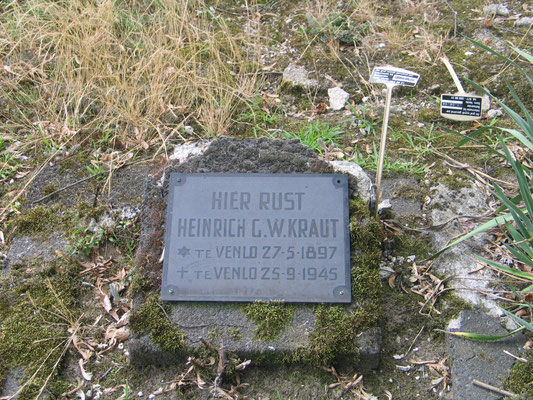 HIER RUST
HEINRICH G.W. KRAUT
* TE VENLO 27-5-1897
+ TE VENLO 25-9-1945